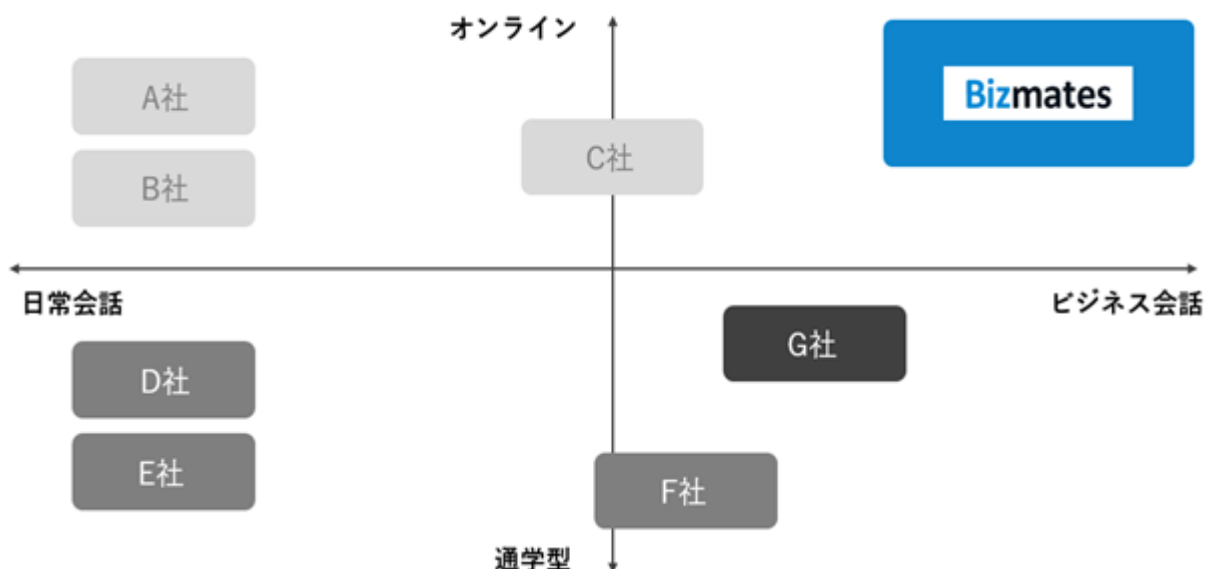 オンライン
Bizmates
A社
C社
B社
日常会話
ビジネス会話
G社
D社
E社
F社
通学型